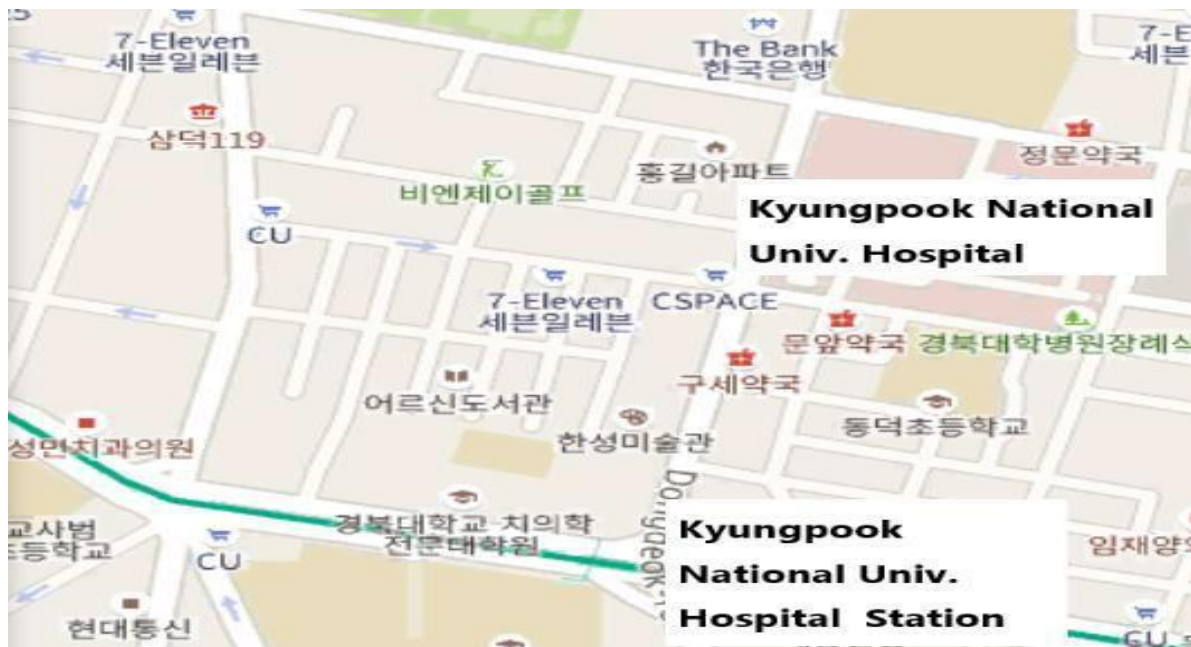 7-Eleven
세븐일레븐
The Bank
한국은행
삼덕119
정문약국
홍길아파트
비엔제이골프
Kyungpook National
Univ. Hospital
CU
7-Eleven
세븐일레븐
CSPACE
문앞약국
경북대학병원장례식
구세약국
어르신도서관
동덕초등학교
한성미술관
성면치과의원
경북대학교 치의학
전문대학원
Kyungpook
National Univ.
Hospital Station
교사범
초등학교
CU
임재양의
현대통신
CU